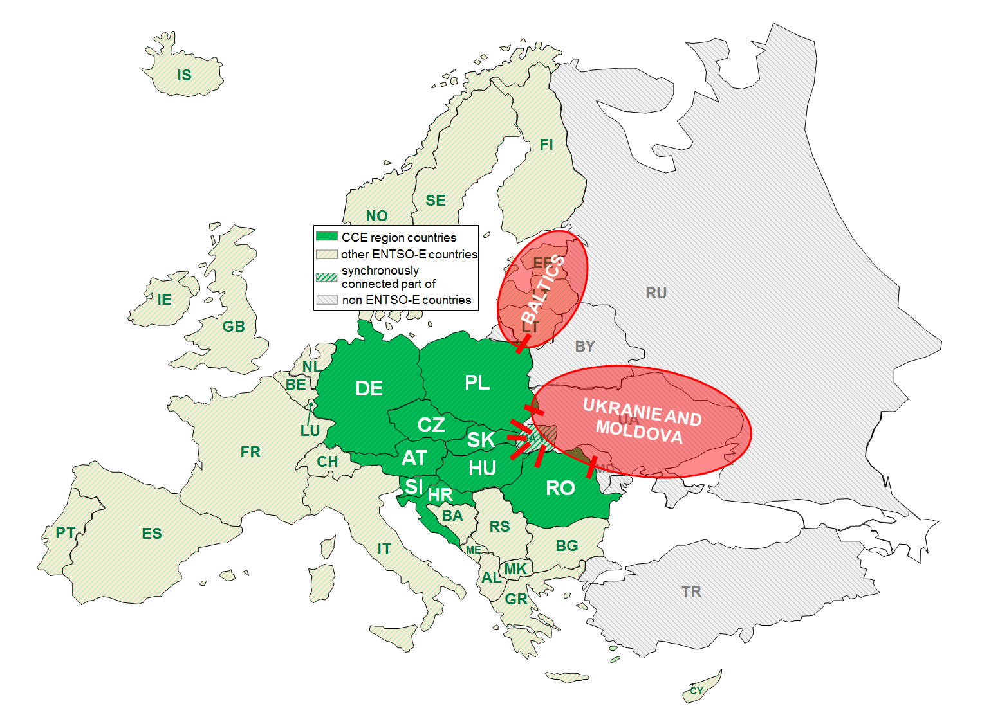 IS
FI
SE
NO
CCE region countries
other ENTSO-E countries
synchronously
connected part of
non ENTSO-E countries
EE
BALTICS
LT
RU
IE
GB
BY
NL
BE
DE
PL
LU
UKRANIE AND
MOLDOVA
UA
CZ
SK
FR
CH
AT
HU
MD
SI
HR
RO
BA
PT
ES
RS
IT
ME
BG
MK
AL
GR
TR
CY